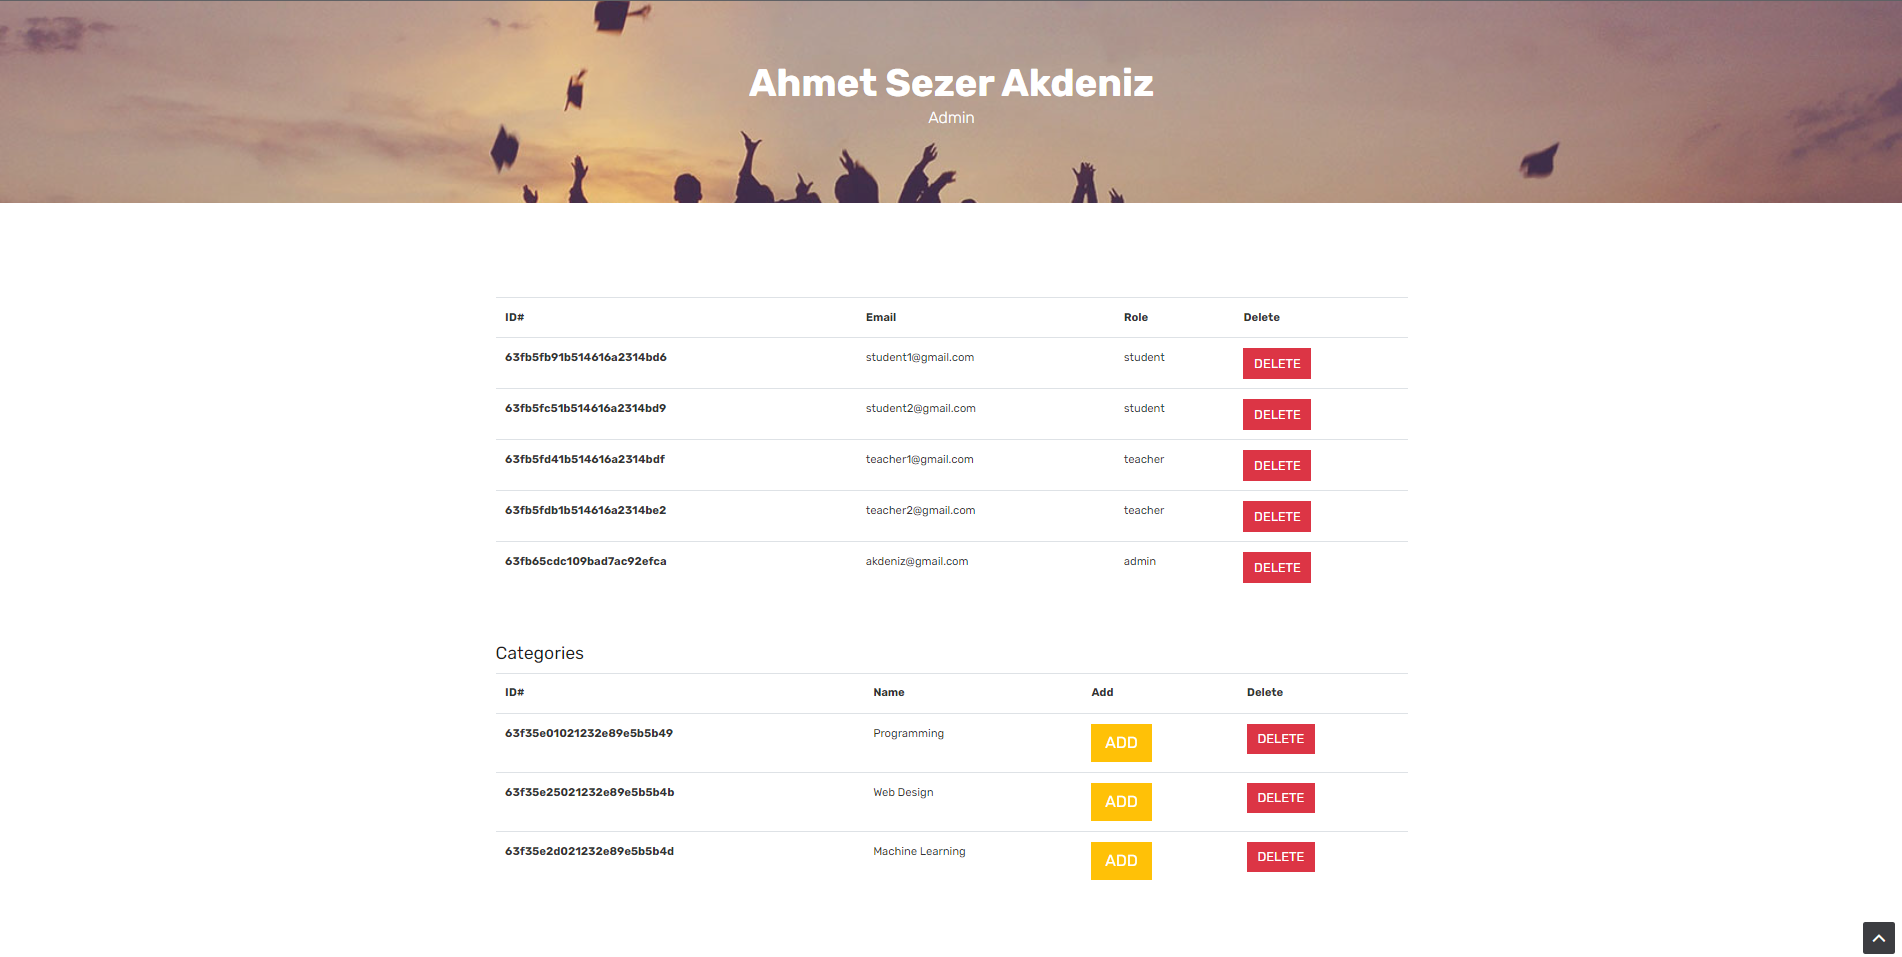 Ahmet Sezer Akdeniz
Admin
ID# Email Role Delete
63fb5fb91b514616a2314bd6 student1@gmail.com student DELETE
63fb5fc51b514616a2314bd9 student2@gmail.com student DELETE
63fb5fd41b514616a2314bdf teacher1@gmail.com teacher DELETE
63fb5fdb1b514616a2314be2 teacher2@gmail.com teacher DELETE
63fb65cdc109bad7ac92efca akdeniz@gmail.com admin DELETE
Categories
ID# Name Add Delete
63f35e01021232e89e5b5b49 Programming ADD DELETE
63f35e25021232e89e5b5b4b Web Design ADD DELETE
63f35e2d021232e89e5b5b4d Machine Learning ADD DELETE